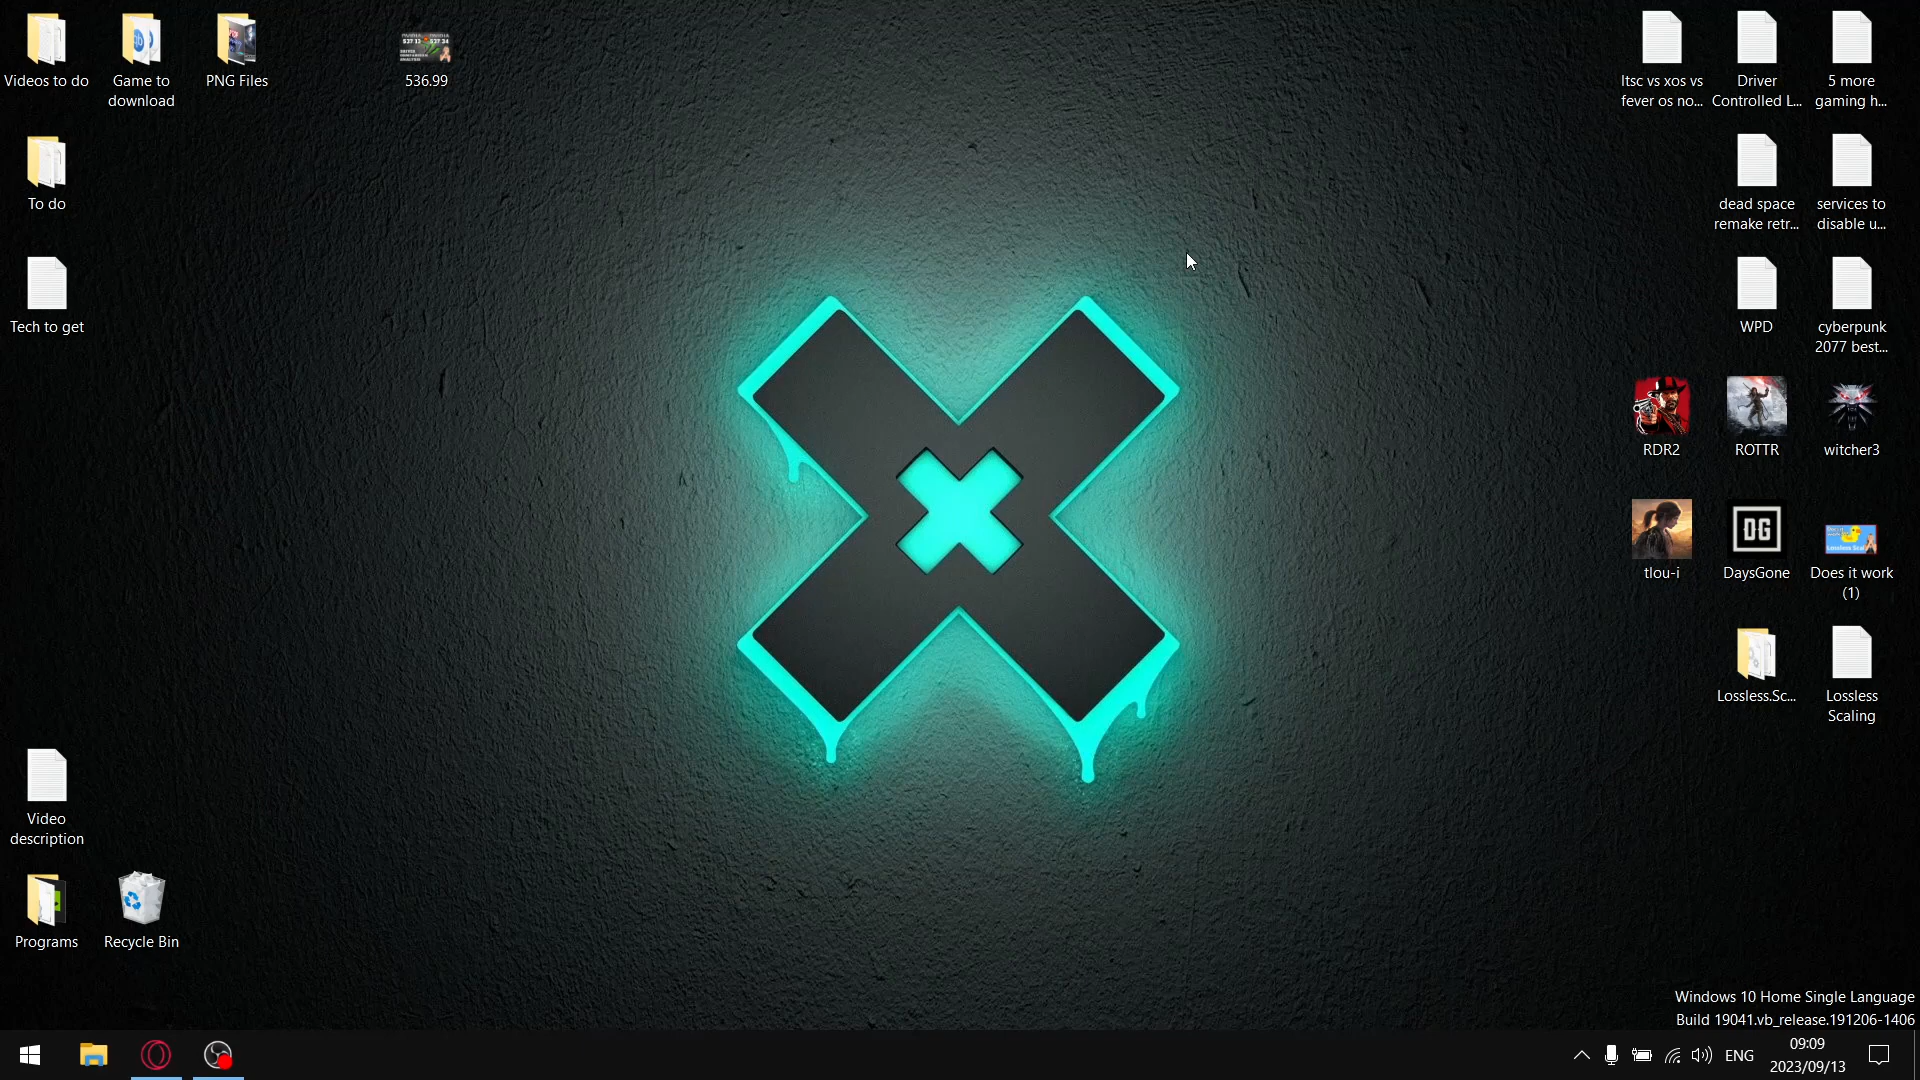 Videos to do
Game to
download
PNG Files
536.99
To do
Tech to get
Video
description
Programs
Recycle Bin
ltsc vs xos vs
fever os no...
Driver
Controlled L...
5 more
gaming h...
dead space
remake retr...
services to
disable u...
WPD
cyberpunk
2077 best...
RDR2
ROTTR
witcher3
DG
tlou-i
DaysGone
Does it work
(1)
Lossless.Sc...
Lossless
Scaling
Windows 10 Home Single Language
Build 19041.vb_release.191206-1406
ENG
09:09
2023/09/13